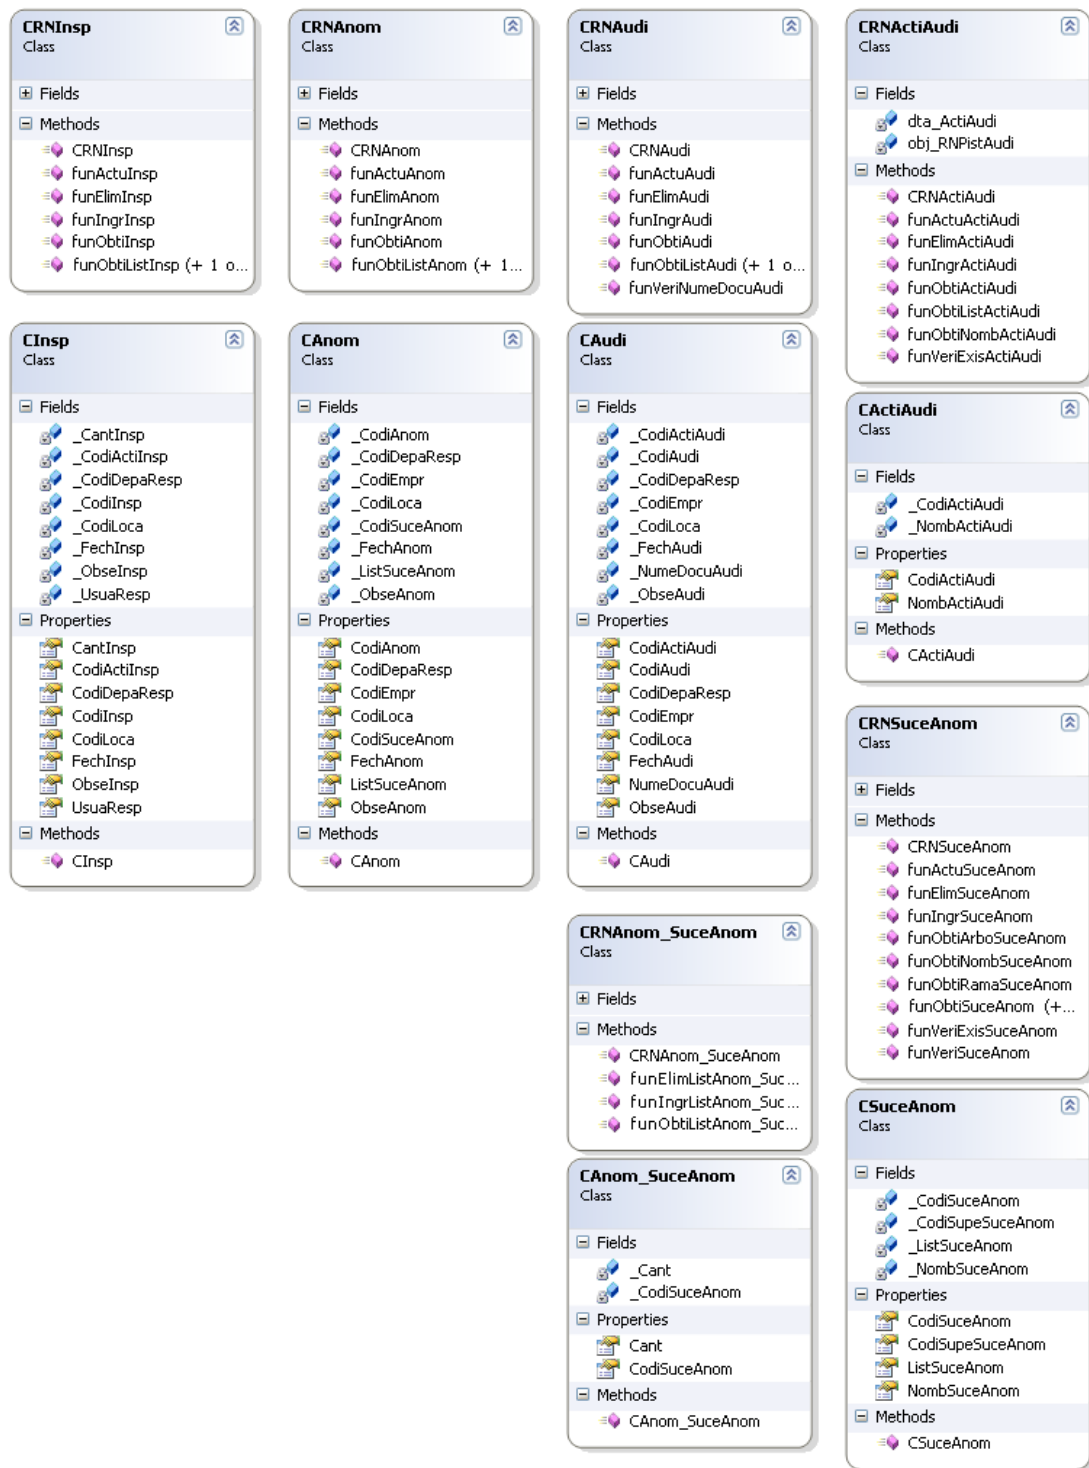 CRNInsp
Class
Fields
Methods
CRNInsp
funActuInsp
funElimInsp
funIngrInsp
funObtiInsp
funObtiListInsp (+ 1 o...
CRNAnom
Class
Fields
Methods
CRNAnom
funActuAnom
funElimAnom
funIngrAnom
funObtiAnom
funObtiListAnom (+ 1...
CRNAudi
Class
Fields
Methods
CRNAudi
funActuAudi
funElimAudi
funIngrAudi
funObtiAudi
funObtiListAudi (+ 1 o...
funVeriNumeDocuAudi
CRNActiAudi
Class
Fields
dta_ActiAudi
obj_RNPistAudi
Methods
CRNActiAudi
funActuActiAudi
funElimActiAudi
funIngrActiAudi
funObtiActiAudi
funObtiListActiAudi
funObtiNombActiAudi
funVeriExisActiAudi
CInsp
Class
Fields
_CantInsp
_CodiActiInsp
_CodiDepaResp
_CodiInsp
_CodiLoca
_FechInsp
_ObseInsp
_UsuaResp
Properties
CantInsp
CodiActiInsp
CodiDepaResp
CodiInsp
CodiLoca
FechInsp
ObseInsp
UsuaResp
Methods
CInsp
CAnom
Class
Fields
_CodiAnom
_CodiDepaResp
_CodiEmpr
_CodiLoca
_CodiSuceAnom
_FechAnom
_ListSuceAnom
_ObseAnom
Properties
CodiAnom
CodiDepaResp
CodiEmpr
CodiLoca
CodiSuceAnom
FechAnom
ListSuceAnom
ObseAnom
Methods
CAnom
CAudi
Class
Fields
_CodiActiAudi
_CodiAudi
_CodiDepaResp
_CodiEmpr
_CodiLoca
_FechAudi
_NumeDocuAudi
_ObseAudi
Properties
CodiActiAudi
CodiAudi
CodiDepaResp
CodiEmpr
CodiLoca
FechAudi
NumeDocuAudi
ObseAudi
Methods
CAudi
CActiAudi
Class
Fields
_CodiActiAudi
_NombActiAudi
Properties
CodiActiAudi
NombActiAudi
Methods
CActiAudi
CRNSuceAnom
Class
Fields
Methods
CRNSuceAnom
funActuSuceAnom
funElimSuceAnom
funIngrSuceAnom
funObtiArboSuceAnom
funObtiNombSuceAnom
funObtiRamaSuceAnom
funObtiSuceAnom (+...
funVeriExisSuceAnom
funVeriSuceAnom
CRNAnom_SuceAnom
Class
Fields
Methods
CRNAnom_SuceAnom
funElimListAnom_Suc...
funIngrListAnom_Suc...
funObtiListAnom_Suc...
CAnom_SuceAnom
Class
Fields
_Cant
_CodiSuceAnom
Properties
Cant
CodiSuceAnom
Methods
CAnom_SuceAnom
CSuceAnom
Class
Fields
_CodiSuceAnom
_CodiSupeSuceAnom
_ListSuceAnom
_NombSuceAnom
Properties
CodiSuceAnom
CodiSupeSuceAnom
ListSuceAnom
NombSuceAnom
Methods
CSuceAnom